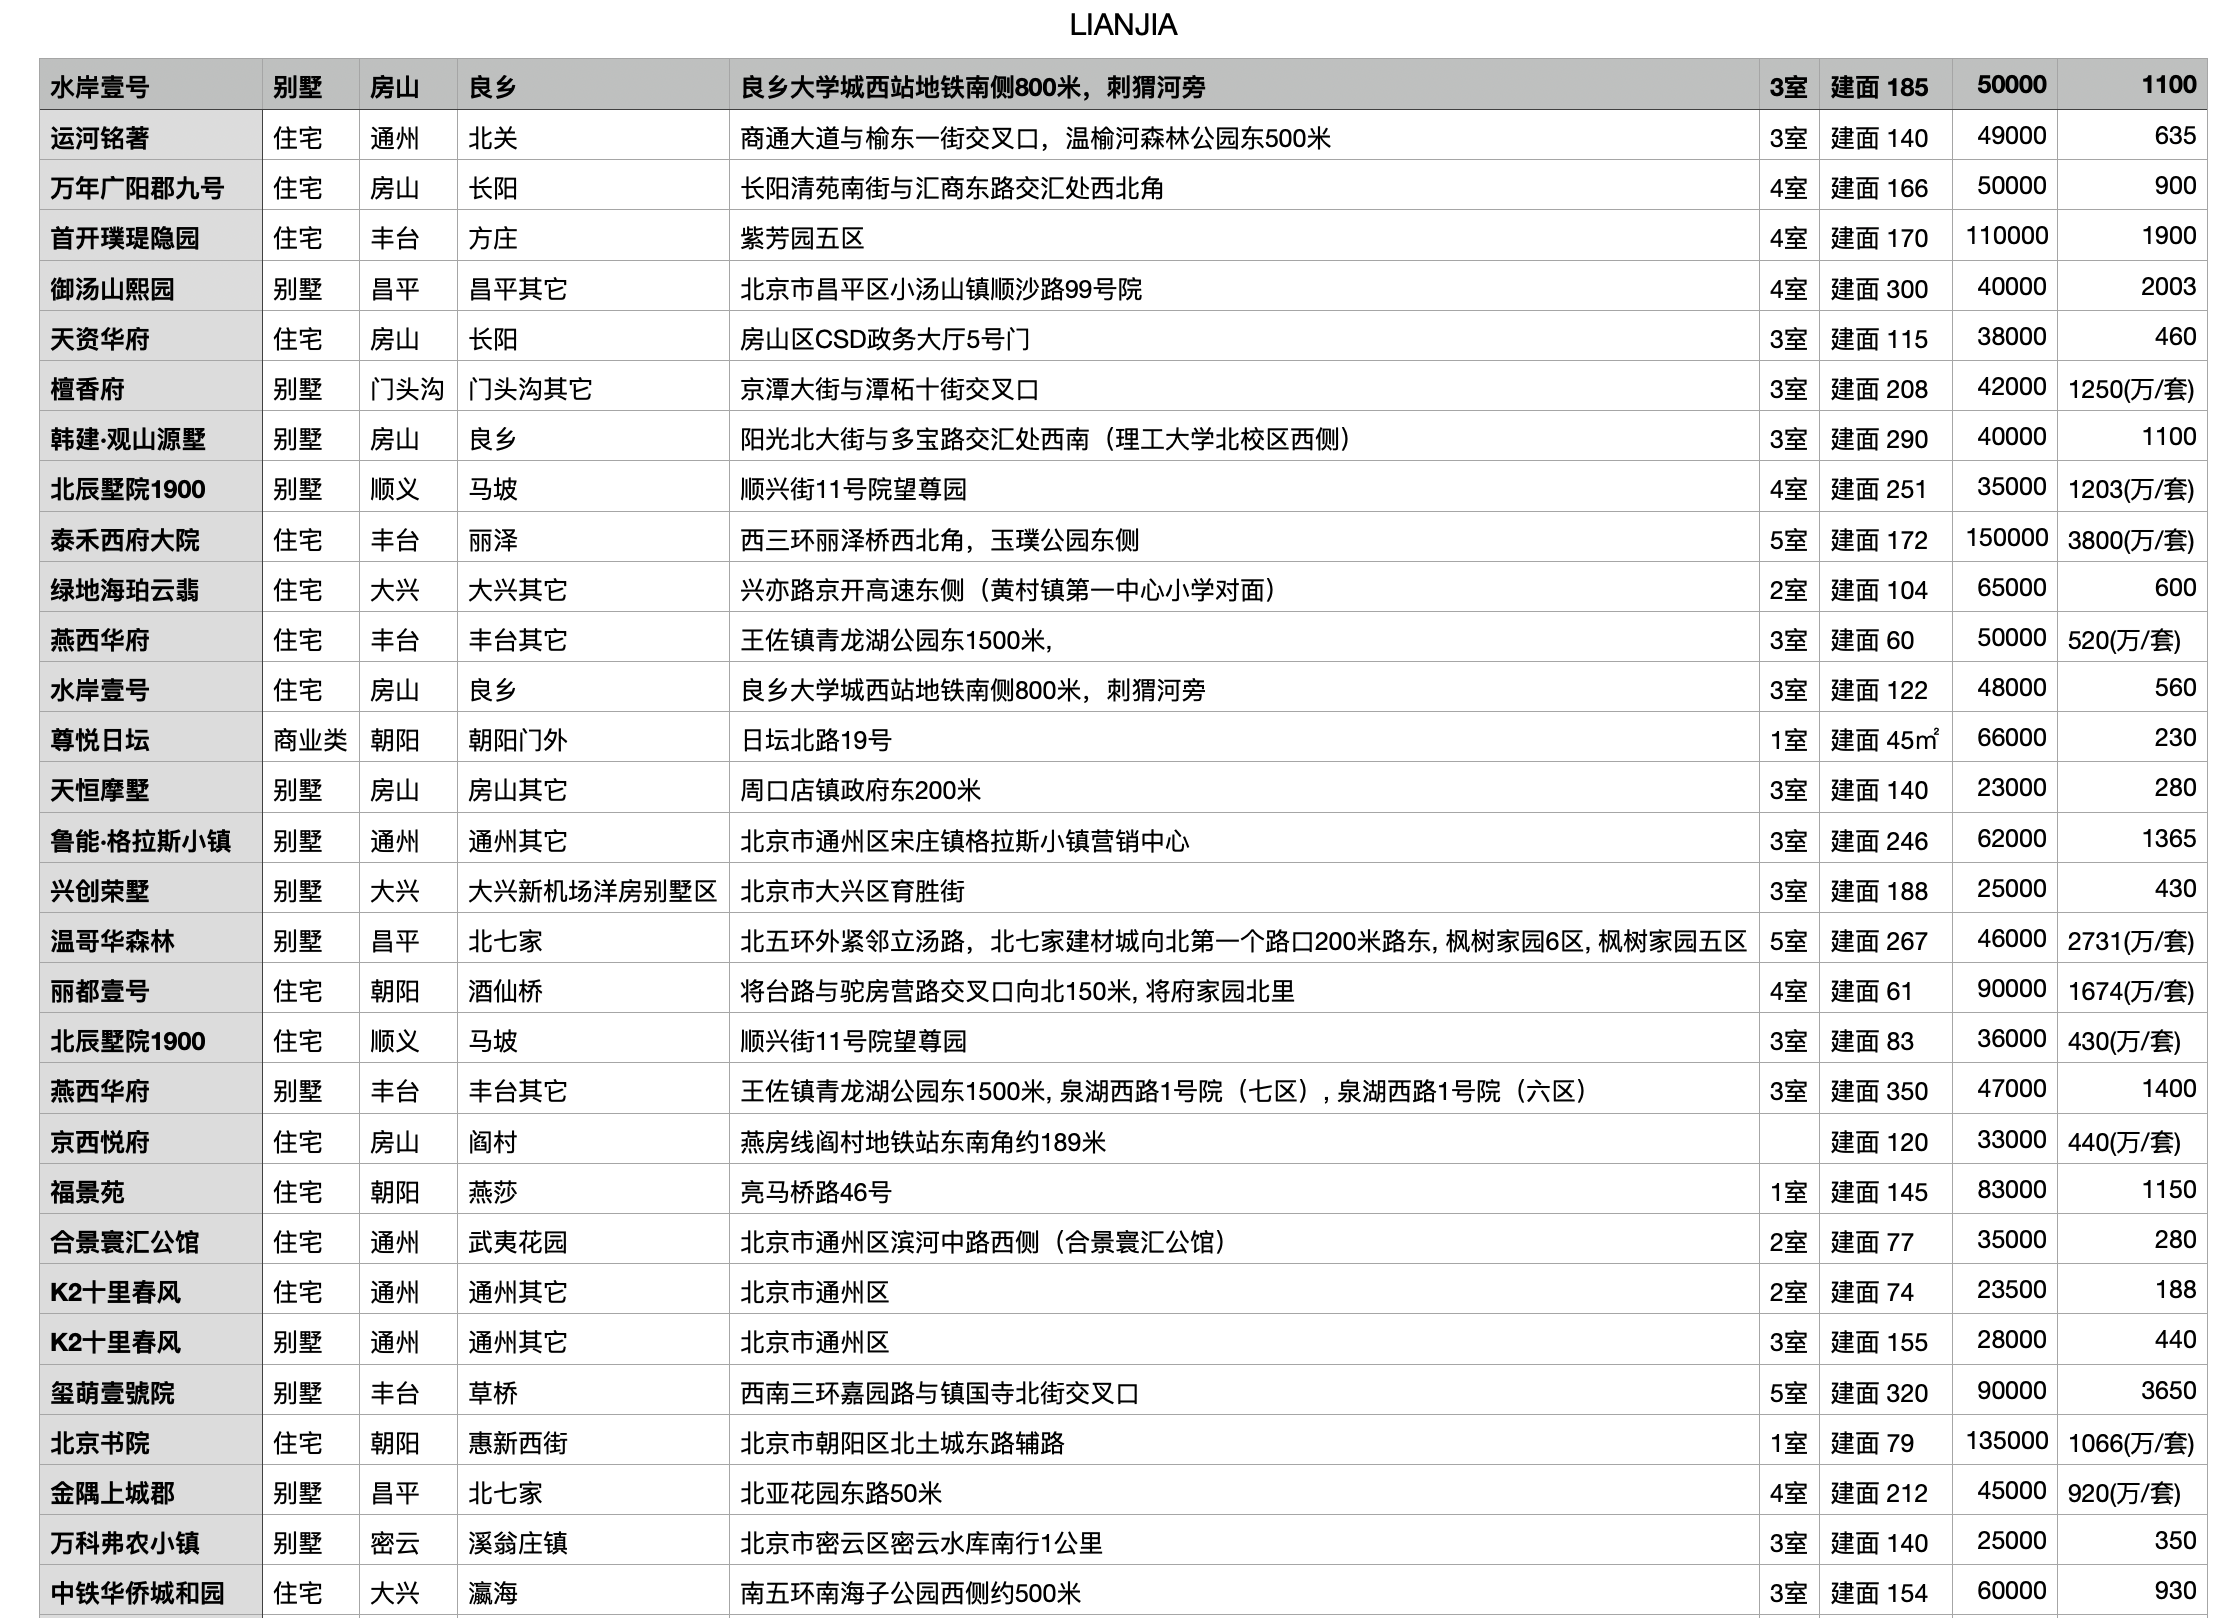 LIANJIA
水岸壹号 别墅 房山 良乡 良乡大学城西站地铁南侧800米，刺猬河旁 3室 建面 185 50000 1100
运河铭著 住宅 通州 北关 商通大道与榆东一街交叉口，温榆河森林公园东500米 3室 建面 140 49000 635
万年广阳郡九号 住宅 房山 长阳 长阳清苑南街与汇商东路交汇处西北角 4室 建面 166 50000 900
首开璞瑅隐园 住宅 丰台 方庄 紫芳园五区 4室 建面 170 110000 1900
御汤山熙园 别墅 昌平 昌平其它 北京市昌平区小汤山镇顺沙路99号院 4室 建面 300 40000 2003
天资华府 住宅 房山 长阳 房山区CSD政务大厅5号门 3室 建面 115 38000 460
檀香府 别墅 门头沟 门头沟其它 京潭大街与潭柘十街交叉口 3室 建面 208 42000 1250(万/套)
韩建·观山源墅 别墅 房山 良乡 阳光北大街与多宝路交汇处西南（理工大学北校区西侧） 3室 建面 290 40000 1100
北辰墅院1900 别墅 顺义 马坡 顺兴街11号院望尊园 4室 建面 251 35000 1203(万/套)
泰禾西府大院 住宅 丰台 丽泽 西三环丽泽桥西北角，玉璞公园东侧 5室 建面 172 150000 3800(万/套)
绿地海珀云翡 住宅 大兴 大兴其它 兴亦路京开高速东侧（黄村镇第一中心小学对面） 2室 建面 104 65000 600
燕西华府 住宅 丰台 丰台其它 王佐镇青龙湖公园东1500米, 3室 建面 60 50000 520(万/套)
水岸壹号 住宅 房山 良乡 良乡大学城西站地铁南侧800米，刺猬河旁 3室 建面 122 48000 560
尊悦日坛 商业类 朝阳 朝阳门外 日坛北路19号 1室 建面 45㎡ 66000 230
天恒摩墅 别墅 房山 房山其它 周口店镇政府东200米 3室 建面 140 23000 280
鲁能·格拉斯小镇 别墅 通州 通州其它 北京市通州区宋庄镇格拉斯小镇营销中心 3室 建面 246 62000 1365
兴创荣墅 别墅 大兴 大兴新机场洋房别墅区 北京市大兴区育胜街 3室 建面 188 25000 430
温哥华森林 别墅 昌平 北七家 北五环外紧邻立汤路，北七家建材城向北第一个路口200米路东, 枫树家园6区, 枫树家园五区 5室 建面 267 46000 2731(万/套)
丽都壹号 住宅 朝阳 酒仙桥 将台路与驼房营路交叉口向北150米, 将府家园北里 4室 建面 61 90000 1674(万/套)
北辰墅院1900 住宅 顺义 马坡 顺兴街11号院望尊园 3室 建面 83 36000 430(万/套)
燕西华府 别墅 丰台 丰台其它 王佐镇青龙湖公园东1500米, 泉湖西路1号院（七区）, 泉湖西路1号院（六区） 3室 建面 350 47000 1400
京西悦府 住宅 房山 阎村 燕房线阎村地铁站东南角约189米 建面 120 33000 440(万/套)
福景苑 住宅 朝阳 燕莎 亮马桥路46号 1室 建面 145 83000 1150
合景寰汇公馆 住宅 通州 武夷花园 北京市通州区滨河中路西侧（合景寰汇公馆） 2室 建面 77 35000 280
K2十里春风 住宅 通州 通州其它 北京市通州区 2室 建面 74 23500 188
K2十里春风 别墅 通州 通州其它 北京市通州区 3室 建面 155 28000 440
玺萌壹號院 别墅 丰台 草桥 西南三环嘉园路与镇国寺北街交叉口 5室 建面 320 90000 3650
北京书院 住宅 朝阳 惠新西街 北京市朝阳区北土城东路辅路 1室 建面 79 135000 1066(万/套)
金隅上城郡 别墅 昌平 北七家 北亚花园东路50米 4室 建面 212 45000 920(万/套)
万科弗农小镇 别墅 密云 溪翁庄镇 北京市密云区密云水库南行1公里 3室 建面 140 25000 350
中铁华侨城和园 住宅 大兴 瀛海 南五环南海子公园西侧约500米 3室 建面 154 60000 930